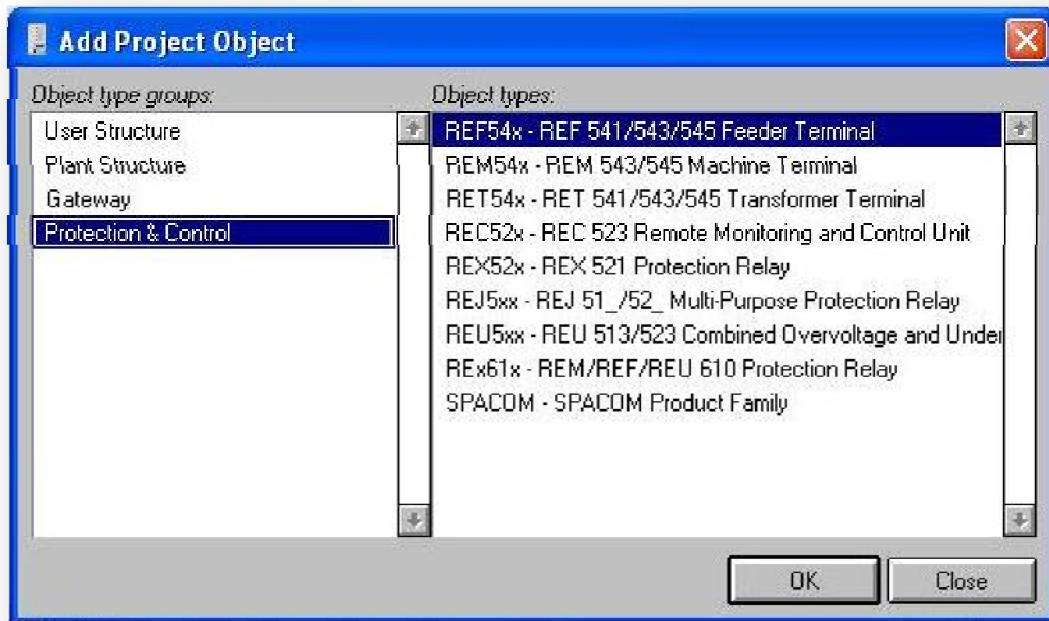 Add Project Object
Object type groups:
User Structure
Plant Structure
Gateway
Protection & Control
Object types:
REF54x - REF 541/543/545 Feeder Terminal
REM54x - REM 543/545 Machine Terminal
RET54x - RET 541/543/545 Transformer Terminal
REC52x - REC 523 Remote Monitoring and Control Unit
REX52x - REX 521 Protection Relay
REJ5xx - REJ 51_/52_ Multi-Purpose Protection Relay
REU5xx - REU 513/523 Combined Overvoltage and Under
REx61x - REM/REF/REU 610 Protection Relay
SPACOM - SPACOM Product Family
OK
Close